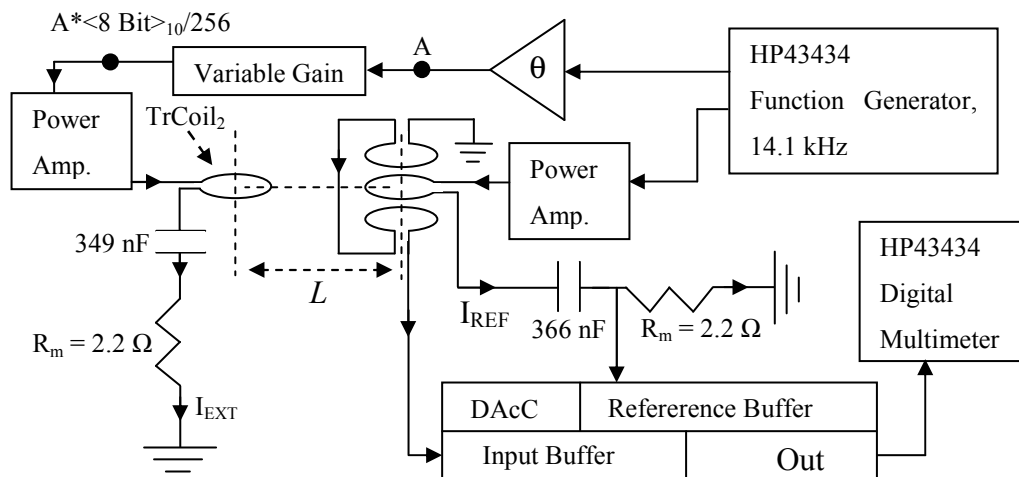 A*<8 Bit>10/256
A
Variable Gain
θ
HP43434
Function Generator,
14.1 kHz
Power
Amp.
TrCoil2
Power
Amp.
349 nF
L
IREF
366 nF
Rm = 2.2 Ω
HP43434
Digital
Multimeter
Rm = 2.2 Ω
IEXT
DAcC
Refererence Buffer
Input Buffer
Out